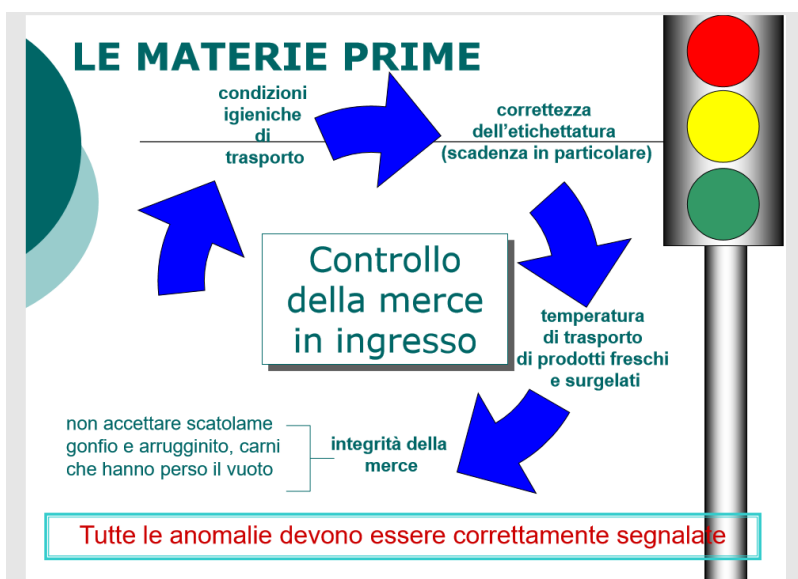 LE MATERIE PRIME
condizioni
igieniche
di
trasporto
correttezza
dell'etichettatura
(scadenza in particolare)
Controllo
della merce
in ingresso
temperatura
di trasporto
di prodotti freschi
e surgelati
integrità della
merce
non accettare scatolame
gonfio e arrugginito, carni
che hanno perso il vuoto
Tutte le anomalie devono essere correttamente segnalate